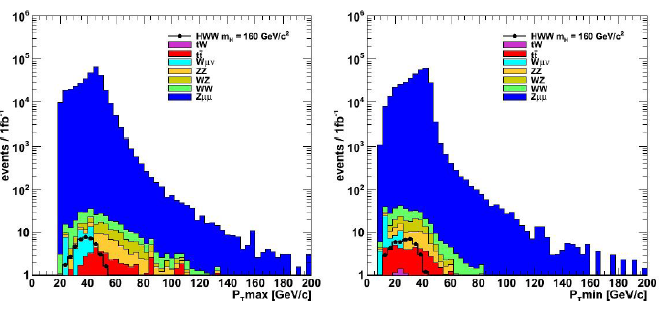 events / 1fb⁻¹
10⁶
10⁵
10⁴
10³
10²
10
1
HWW m_H = 160 GeV/c²
tW
tt̄
Wμν
ZZ
WZ
WW
Zμμ
0 20 40 60 80 100 120 140 160 180 200
P_T max [GeV/c]
events / 1fb⁻¹
10⁶
10⁵
10⁴
10³
10²
10
1
HWW m_H = 160 GeV/c²
tW
tt̄
Wμν
ZZ
WZ
WW
Zμμ
0 20 40 60 80 100 120 140 160 180 200
P_T min [GeV/c]